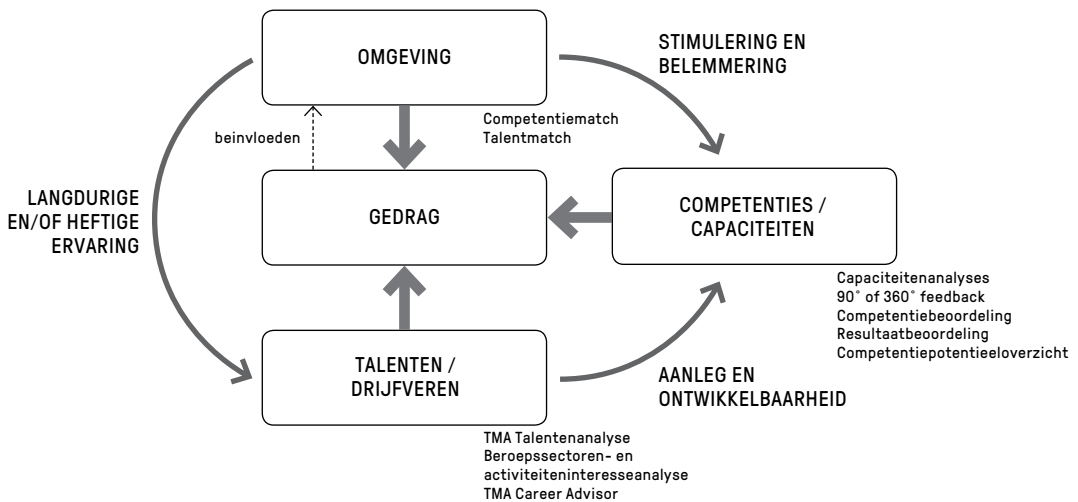 OMGEVING
STIMULERING EN
BELEMMERING
Competentiematch
Talentmatch
beinvloeden
LANGDURIGE
EN/OF HEFTIGE
ERVARING
GEDRAG
COMPETENTIES /
CAPACITEITEN
Capaciteitenanalyses
90° of 360° feedback
Competentiebeoordeling
Resultaatbeoordeling
Competentiepotentieeloverzicht
TALENTEN /
DRIJFVEREN
AANLEG EN
ONTWIKKELBAARHEID
TMA Talentenanalyse
Beroepssectoren- en
activiteiteninteresseanalyse
TMA Career Advisor